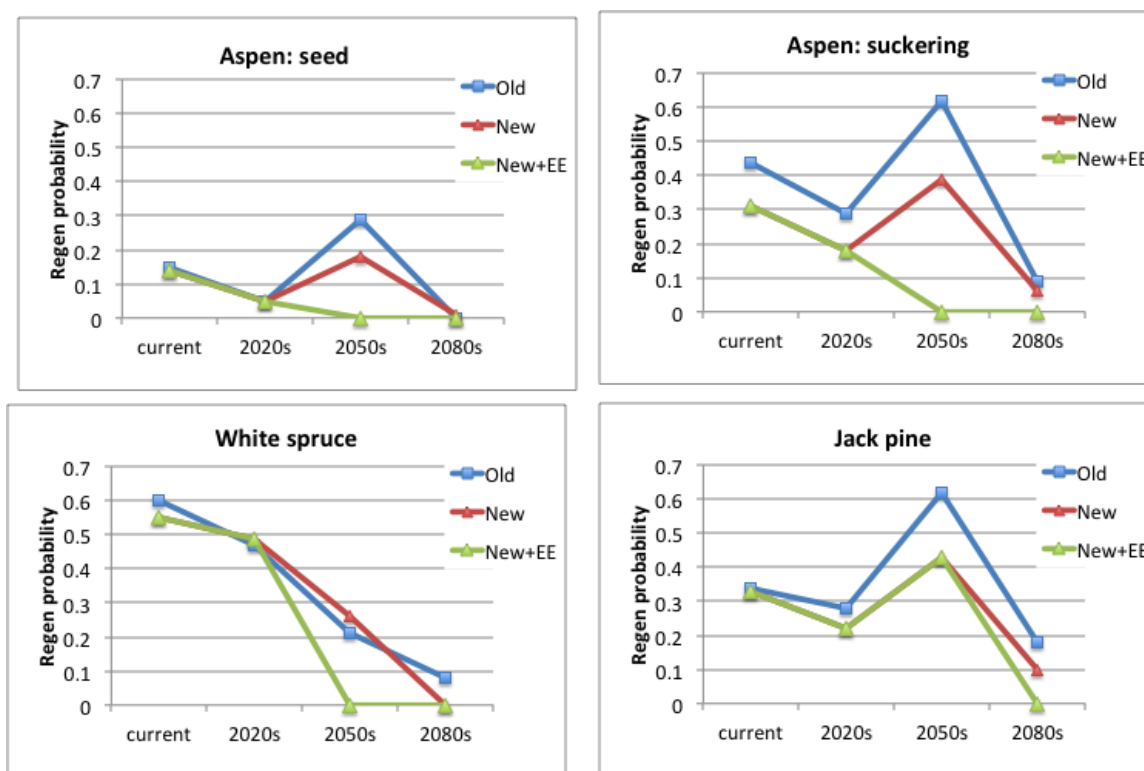 Aspen: seed
Regen probability
0.7
0.6
0.5
0.4
0.3
0.2
0.1
0
current 2020s 2050s 2080s
Old
New
New+EE
Aspen: suckering
Regen probability
0.7
0.6
0.5
0.4
0.3
0.2
0.1
0
current 2020s 2050s 2080s
Old
New
New+EE
White spruce
Regen probability
0.7
0.6
0.5
0.4
0.3
0.2
0.1
0
current 2020s 2050s 2080s
Old
New
New+EE
Jack pine
Regen probability
0.7
0.6
0.5
0.4
0.3
0.2
0.1
0
current 2020s 2050s 2080s
Old
New
New+EE